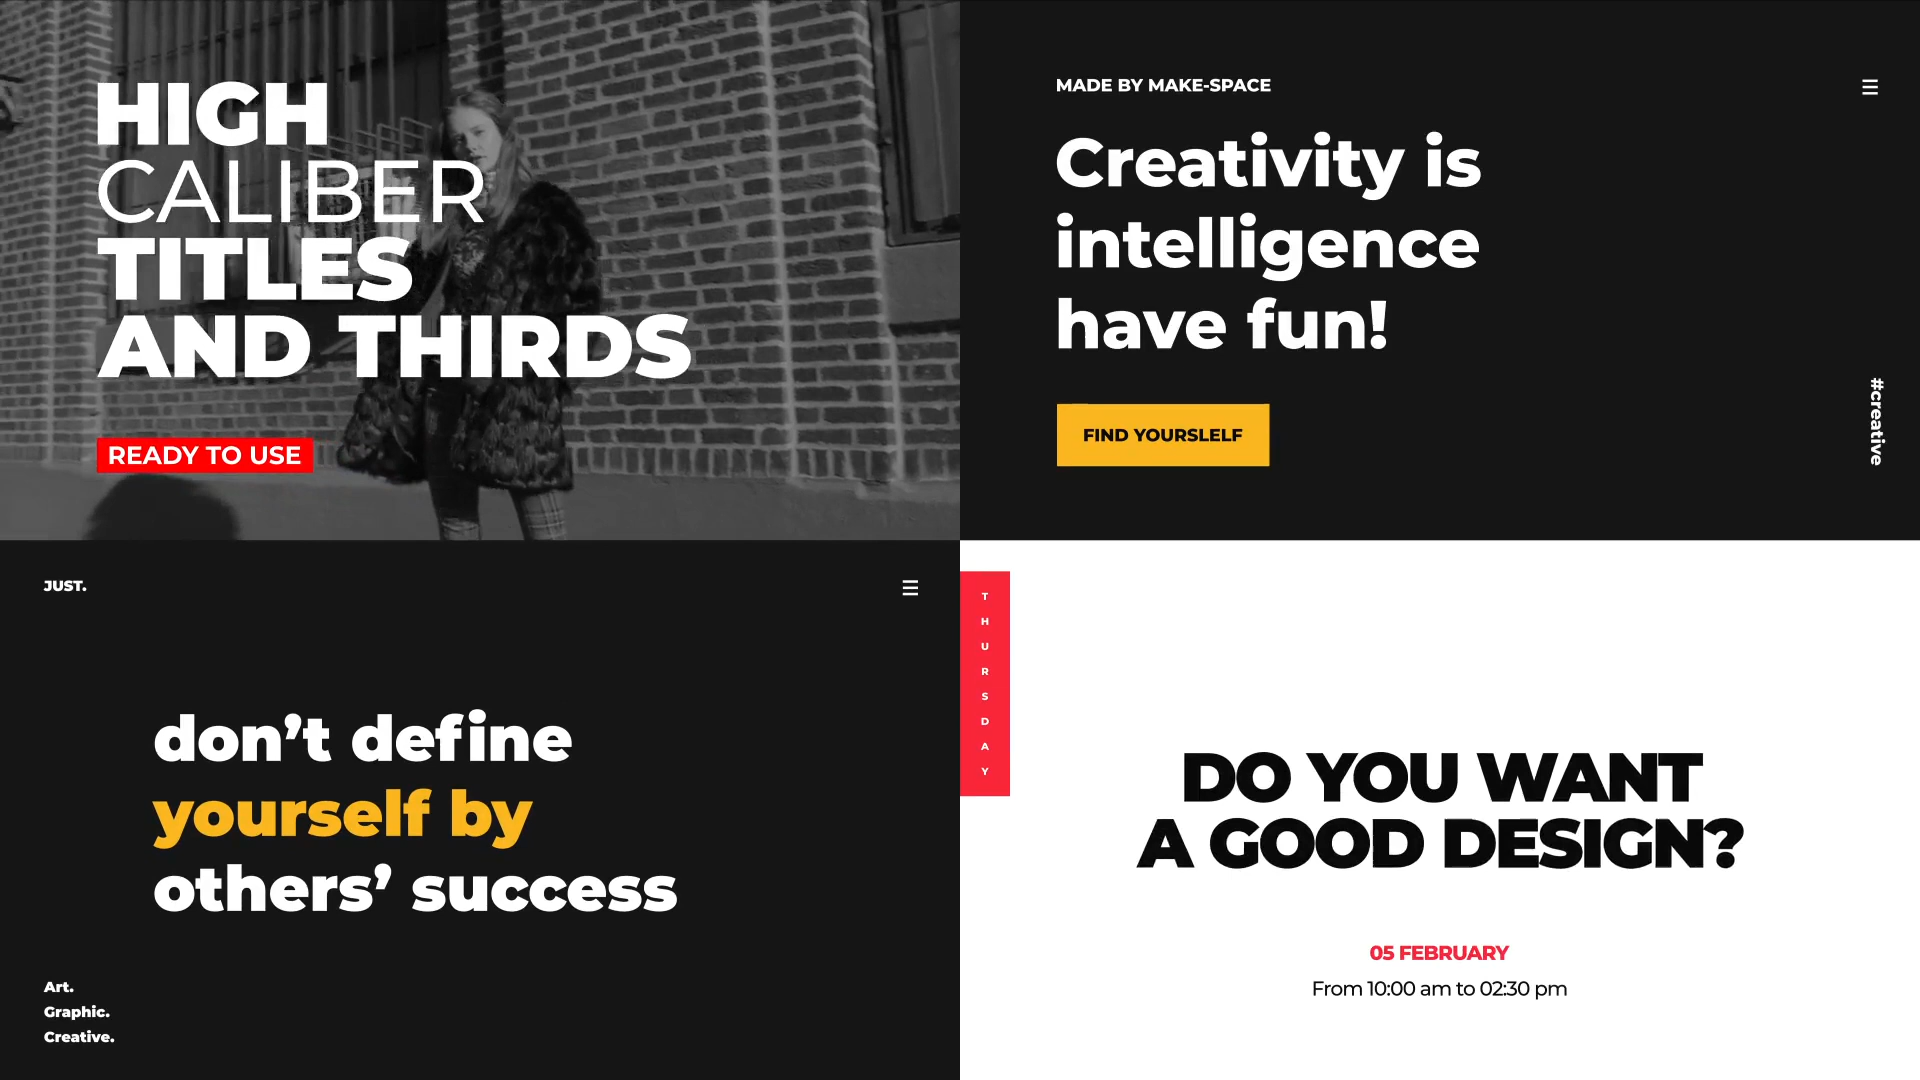 HIGH
CALIBER
TITLES
AND THIRDS
READY TO USE
MADE BY MAKE-SPACE
Creativity is
intelligence
have fun!
FIND YOURSLELF
#creative
JUST.
don’t define
yourself by
others’ success
Art.
Graphic.
Creative.
THURSDAY
DO YOU WANT
A GOOD DESIGN?
05 FEBRUARY
From 10:00 am to 02:30 pm